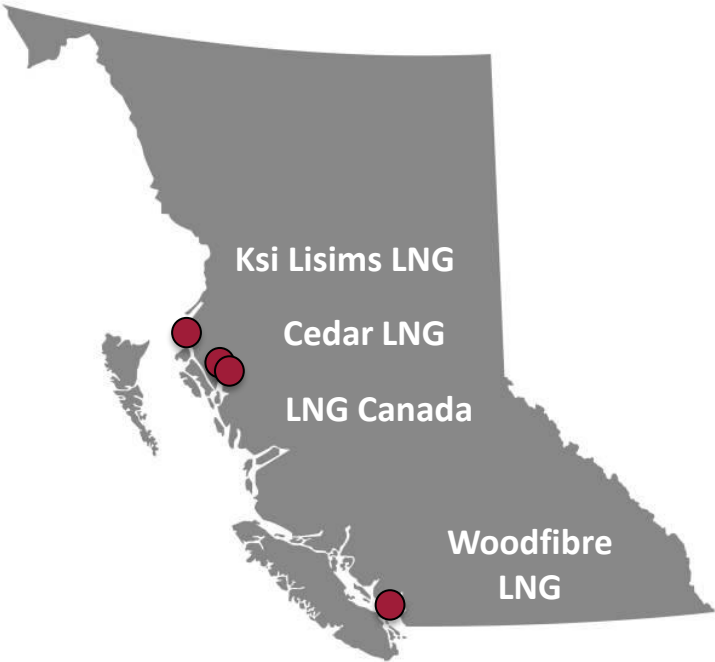 Ksi Lisims LNG
Cedar LNG
LNG Canada
Woodfibre
LNG